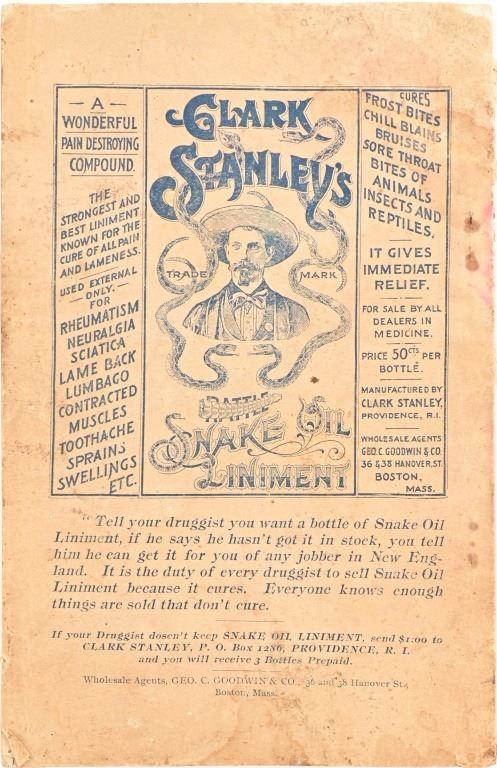 — A —
WONDERFUL
PAIN DESTROYING
COMPOUND.
THE
STRONGEST AND
BEST LINIMENT
KNOWN FOR THE
CURE OF ALL PAIN
AND LAMENESS.
USED EXTERNAL
— ONLY. —
FOR
RHEUMATISM
NEURALGIA
SCIATICA
LAME BACK
LUMBAGO
CONTRACTED
MUSCLES
TOOTHACHE
SPRAINS
SWELLINGS
ETC.
CLARK
STANLEY'S
TRADE MARK
RATTLE
SNAKE OIL
LINIMENT
CURES
FROST BITES
CHILL BLAINS
BRUISES
SORE THROAT
BITES OF
ANIMALS
INSECTS AND
REPTILES.
IT GIVES
IMMEDIATE
RELIEF.
FOR SALE BY ALL
DEALERS IN
MEDICINE.
PRICE 50CTS PER
BOTTLE.
MANUFACTURED BY
CLARK STANLEY,
PROVIDENCE, R.I.
WHOLESALE AGENTS
GEO. C. GOODWIN & CO.
36 & 38 HANOVER, ST.
BOSTON,
MASS.
"Tell your druggist you want a bottle of Snake Oil
Liniment, if he says he hasn't got it in stock, you tell
him he can get it for you of any jobber in New Eng-
land. It is the duty of every druggist to sell Snake Oil
Liniment because it cures. Everyone knows enough
things are sold that don't cure.
If your Druggist dosen't keep SNAKE OIL LINIMENT, send $1.00 to
CLARK STANLEY, P. O. Box 1286, PROVIDENCE, R. I.
and you will receive 3 Bottles Prepaid.
Wholesale Agents, GEO. C. GOODWIN & CO., 36 and 38 Hanover St.,
Boston, Mass.